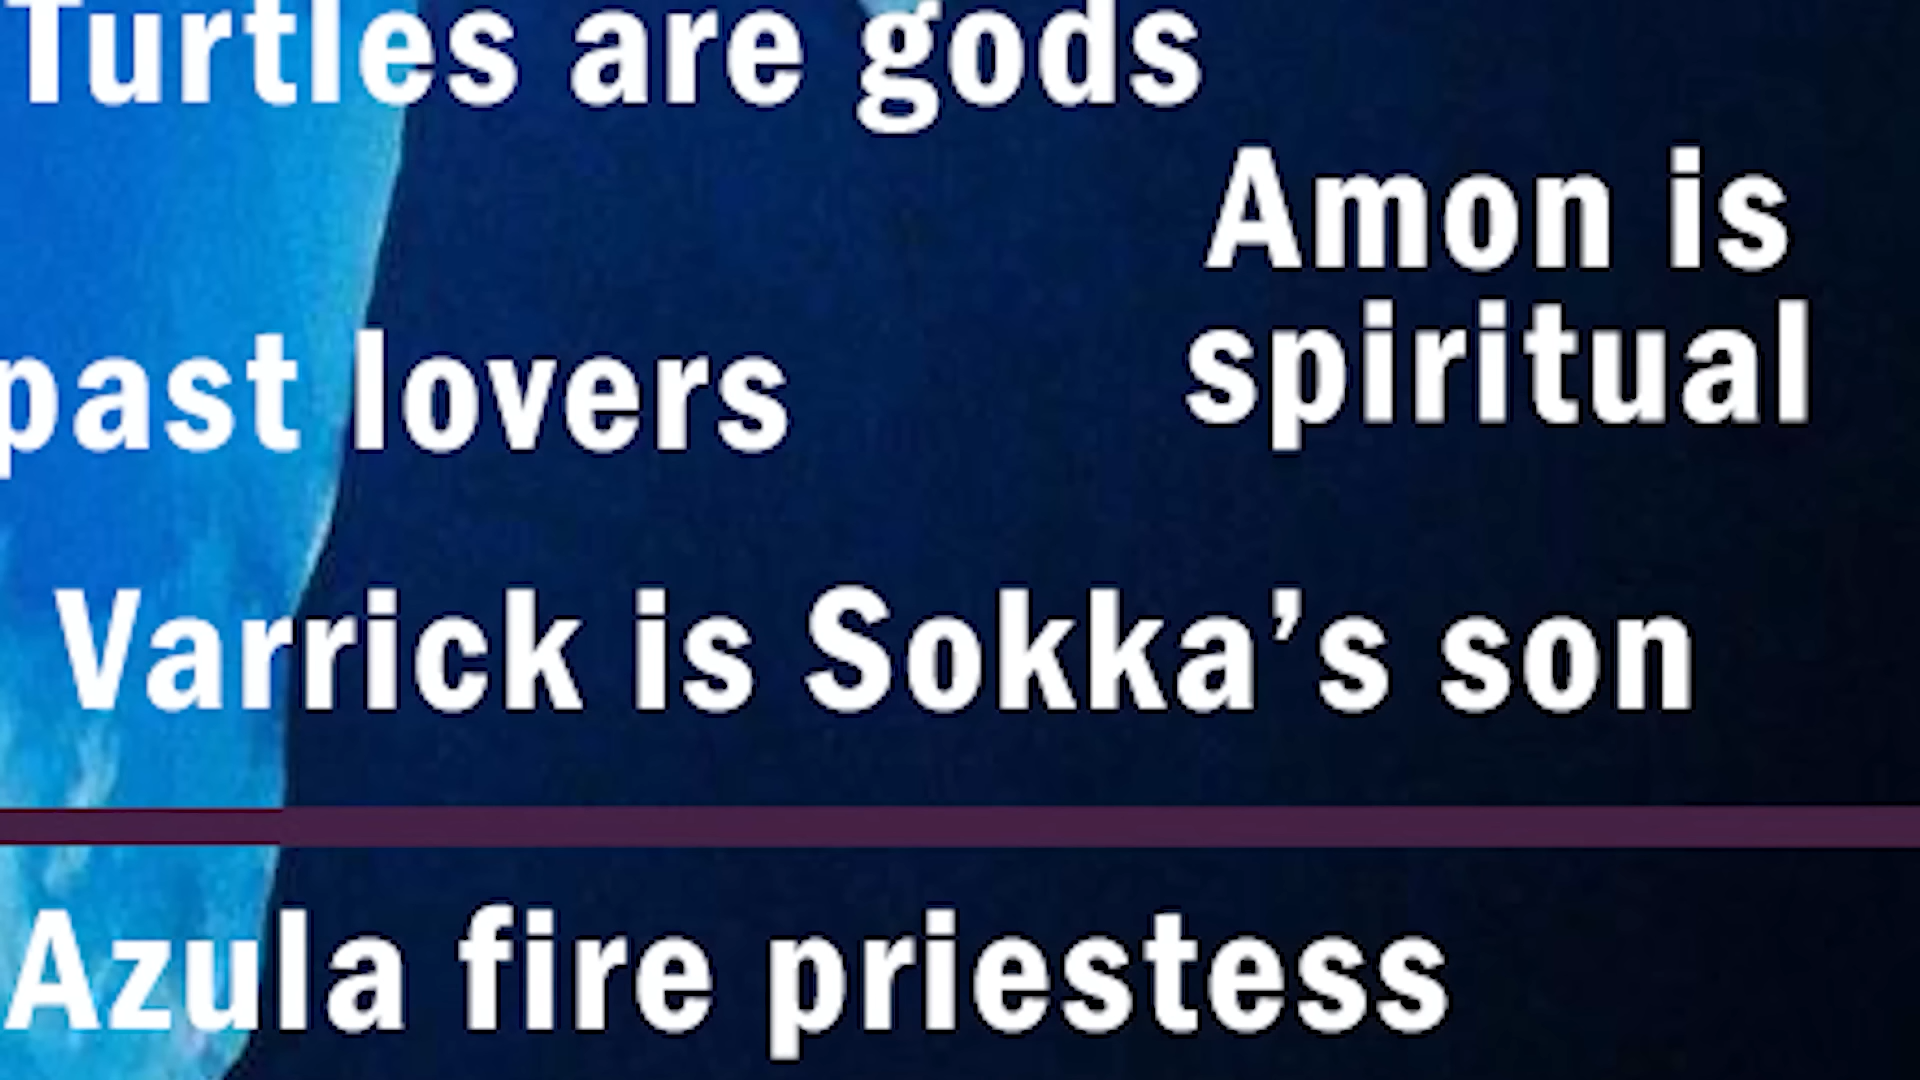 Turtles are gods
Amon is
spiritual
past lovers
Varrick is Sokka’s son
Azula fire priestess